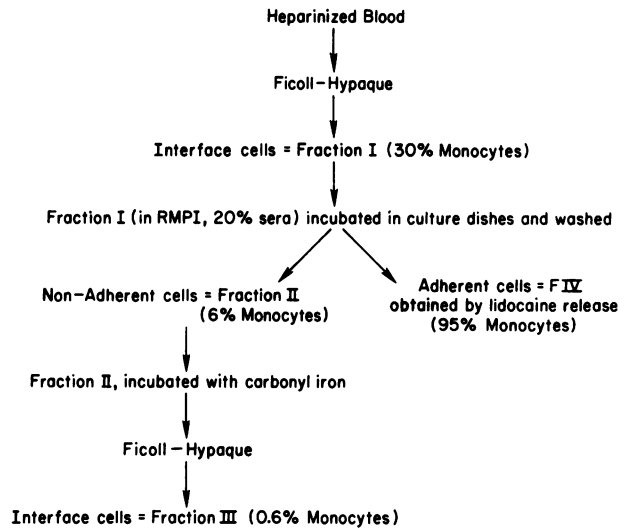 Heparinized Blood
Ficoll-Hypaque
Interface cells = Fraction I (30% Monocytes)
Fraction I (in RMPI, 20% sera) incubated in culture dishes and washed
Non-Adherent cells = Fraction II
(6% Monocytes)
Adherent cells = F IV
obtained by lidocaine release
(95% Monocytes)
Fraction II, incubated with carbonyl iron
Ficoll - Hypaque
Interface cells = Fraction III (0.6% Monocytes)